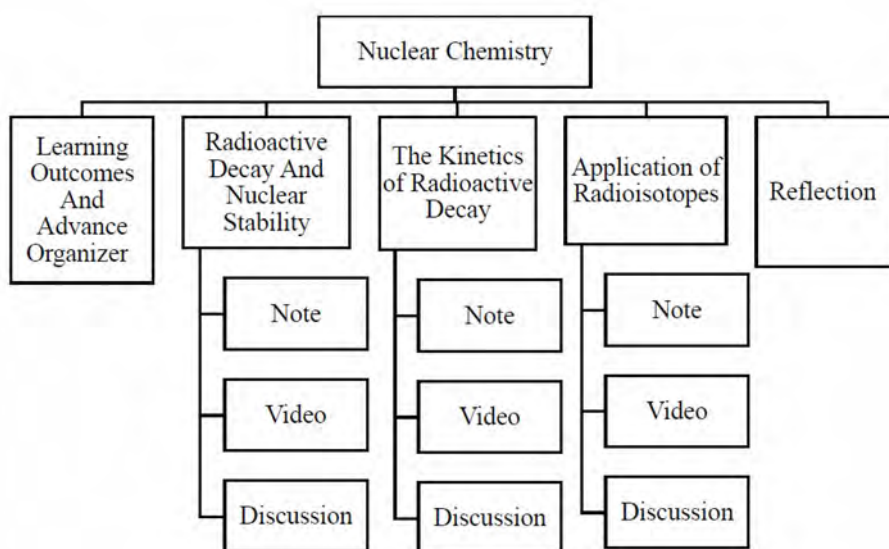 Nuclear Chemistry
Learning
Outcomes
And
Advance
Organizer
Radioactive
Decay And
Nuclear
Stability
The Kinetics
of Radioactive
Decay
Application of
Radioisotopes
Reflection
Note
Video
Discussion
Note
Video
Discussion
Note
Video
Discussion